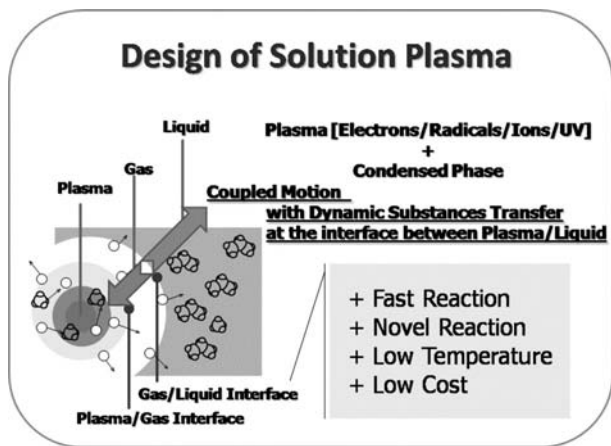 Design of Solution Plasma
Liquid
Gas
Plasma
Plasma [Electrons/Radicals/Ions/UV]
+
Condensed Phase
Coupled Motion
with Dynamic Substances Transfer
at the interface between Plasma/Liquid
+ Fast Reaction
+ Novel Reaction
+ Low Temperature
+ Low Cost
Gas/Liquid Interface
Plasma/Gas Interface